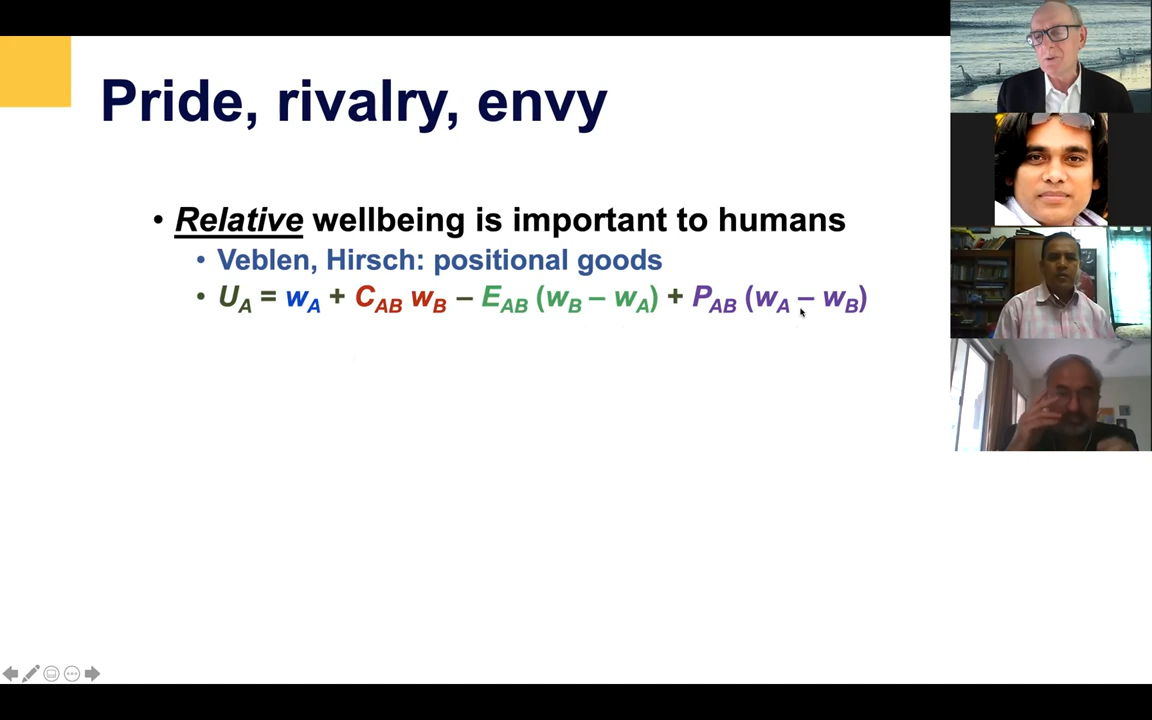 Pride, rivalry, envy
• Relative wellbeing is important to humans
• Veblen, Hirsch: positional goods
• U_A = w_A + C_AB w_B – E_AB (w_B – w_A) + P_AB (w_A – w_B)